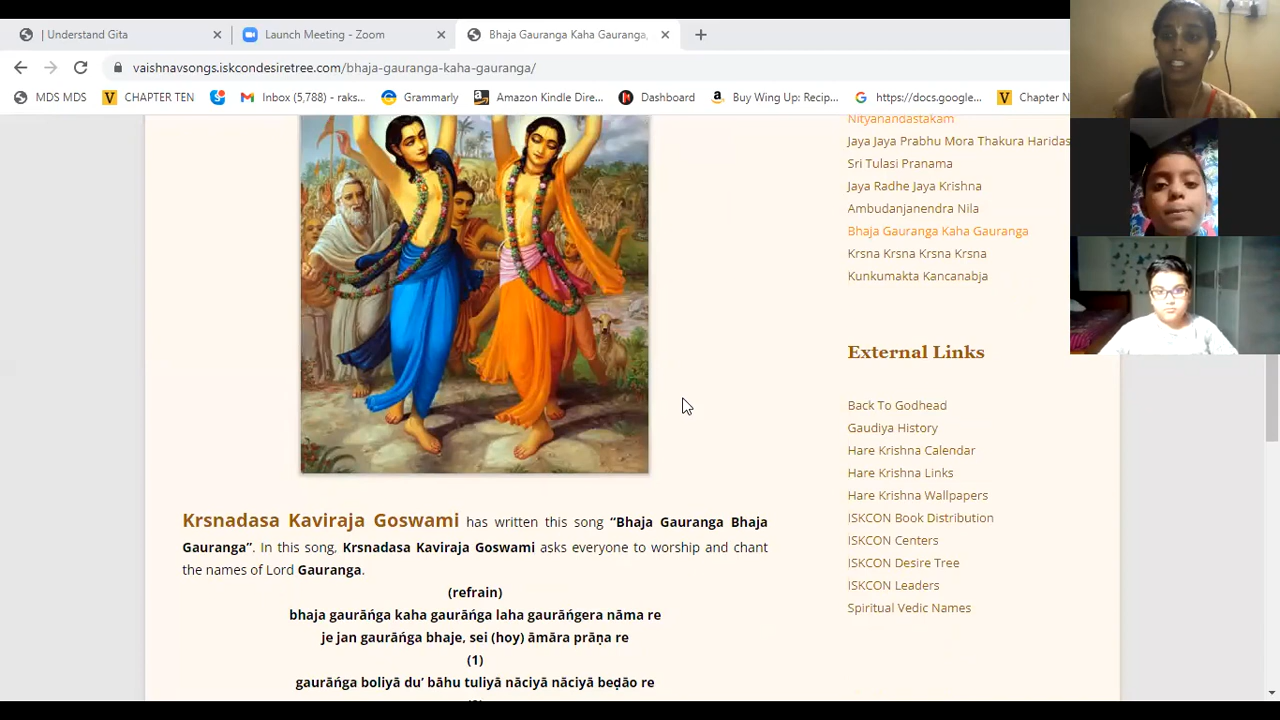 | Understand Gita
Launch Meeting - Zoom
Bhaja Gauranga Kaha Gauranga,
vaishnavsongs.iskcondesiretree.com/bhaja-gauranga-kaha-gauranga/
MDS MDS
CHAPTER TEN
Inbox (5,788) - raks...
Grammarly
Amazon Kindle Dire...
Dashboard
Buy Wing Up: Recip...
https://docs.google...
Chapter N
Nityanandastakam
Jaya Jaya Prabhu Mora Thakura Haridas
Sri Tulasi Pranama
Jaya Radhe Jaya Krishna
Ambudanjanendra Nila
Bhaja Gauranga Kaha Gauranga
Krsna Krsna Krsna Krsna
Kunkumakta Kancanabja
External Links
Back To Godhead
Gaudiya History
Hare Krishna Calendar
Hare Krishna Links
Hare Krishna Wallpapers
ISKCON Book Distribution
ISKCON Centers
ISKCON Desire Tree
ISKCON Leaders
Spiritual Vedic Names
Krsnadasa Kaviraja Goswami has written this song “Bhaja Gauranga Bhaja
Gauranga”. In this song, Krsnadasa Kaviraja Goswami asks everyone to worship and chant
the names of Lord Gauranga.
(refrain)
bhaja gaurāńga kaha gaurāńga laha gaurāńgera nāma re
je jan gaurāńga bhaje, sei (hoy) āmāra prāṇa re
(1)
gaurāńga boliyā du’ bāhu tuliyā nāciyā nāciyā beḍāo re